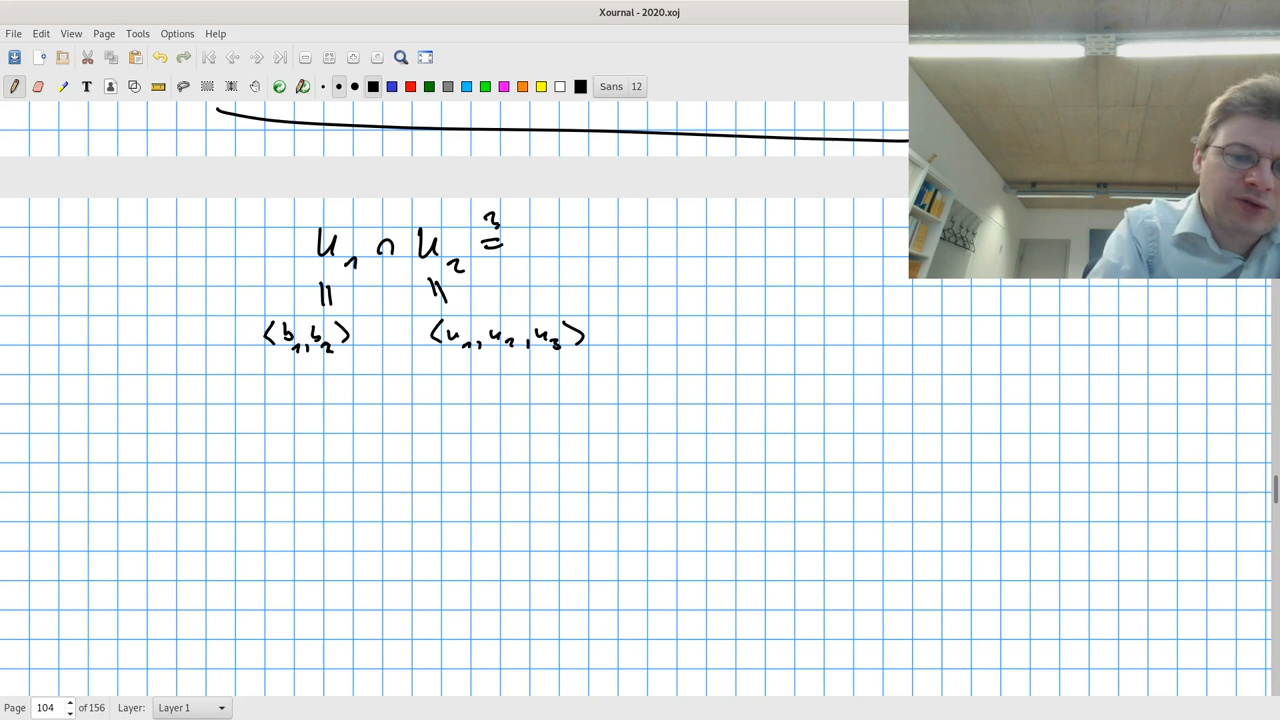 Xournal - 2020.xoj
File Edit View Page Tools Options Help
Sans 12
U₁ ∩ U₂ =?
|| ||
⟨b₁, b₂⟩ ⟨u₁, u₂, u₃⟩
Page 104 of 156 Layer: Layer 1